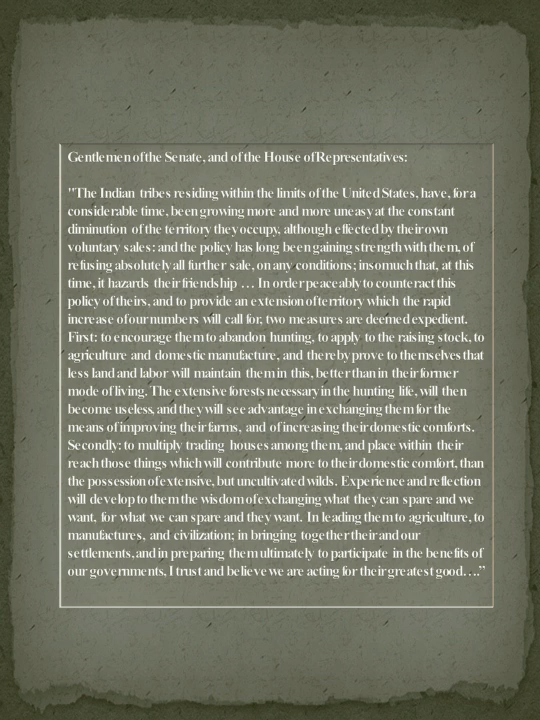 Gentlemen of the Senate, and of the House of Representatives:
"The Indian tribes residing within the limits of the United States, have, for a
considerable time, been growing more and more uneasy at the constant
diminution of the territory they occupy, although effected by their own
voluntary sales: and the policy has long been gaining strength with them, of
refusing absolutely all further sale, on any conditions; insomuch that, at this
time, it hazards their friendship … In order peaceably to counteract this
policy of theirs, and to provide an extension of territory which the rapid
increase of our numbers will call for, two measures are deemed expedient.
First: to encourage them to abandon hunting, to apply to the raising stock, to
agriculture and domestic manufacture, and thereby prove to themselves that
less land and labor will maintain them in this, better than in their former
mode of living. The extensive forests necessary in the hunting life, will then
become useless, and they will see advantage in exchanging them for the
means of improving their farms, and of increasing their domestic comforts.
Secondly: to multiply trading houses among them, and place within their
reach those things which will contribute more to their domestic comfort, than
the possession of extensive, but uncultivated wilds. Experience and reflection
will develop to them the wisdom of exchanging what they can spare and we
want, for what we can spare and they want. In leading them to agriculture, to
manufactures, and civilization; in bringing together their and our
settlements, and in preparing them ultimately to participate in the benefits of
our governments, I trust and believe we are acting for their greatest good…."